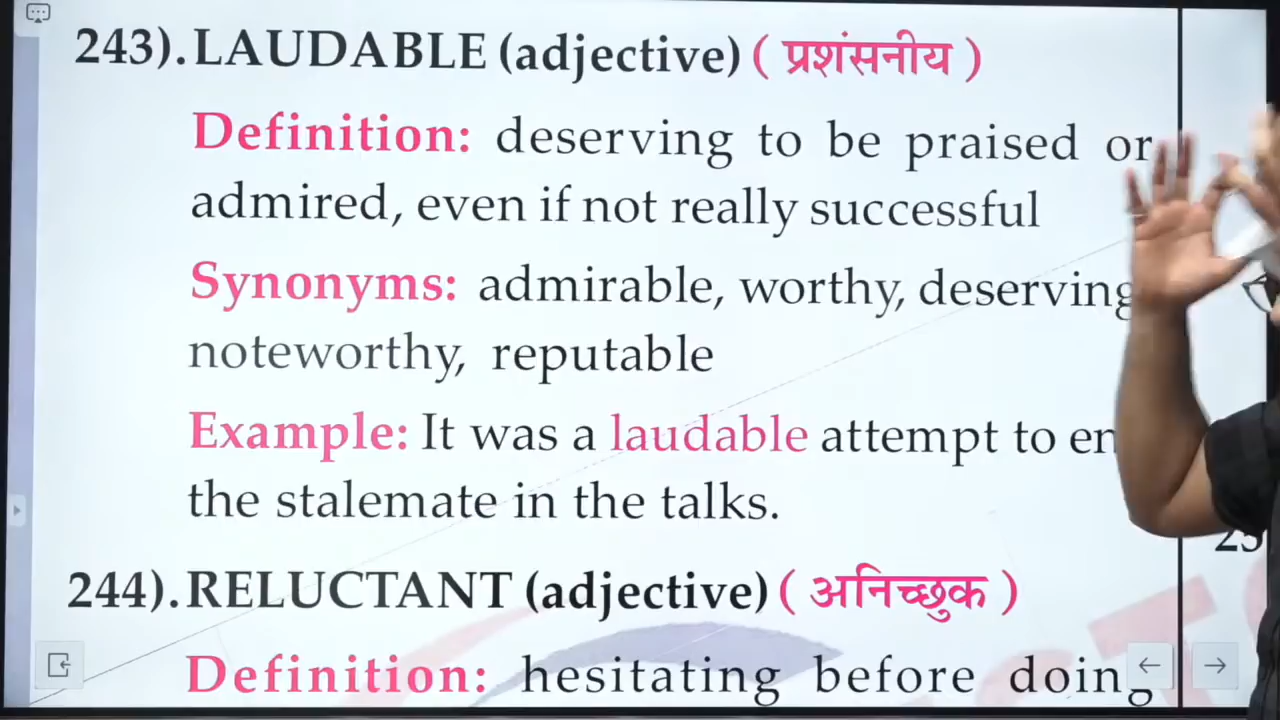 243). LAUDABLE (adjective) ( प्रशंसनीय )
Definition: deserving to be praised or
admired, even if not really successful
Synonyms: admirable, worthy, deserving
noteworthy, reputable
Example: It was a laudable attempt to
the stalemate in the talks.
244). RELUCTANT (adjective) ( अनिच्छुक )
Definition: hesitating before doing